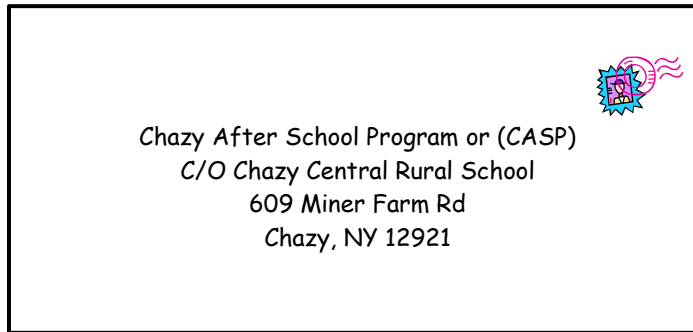 Chazy After School Program or (CASP)
C/O Chazy Central Rural School
609 Miner Farm Rd
Chazy, NY 12921